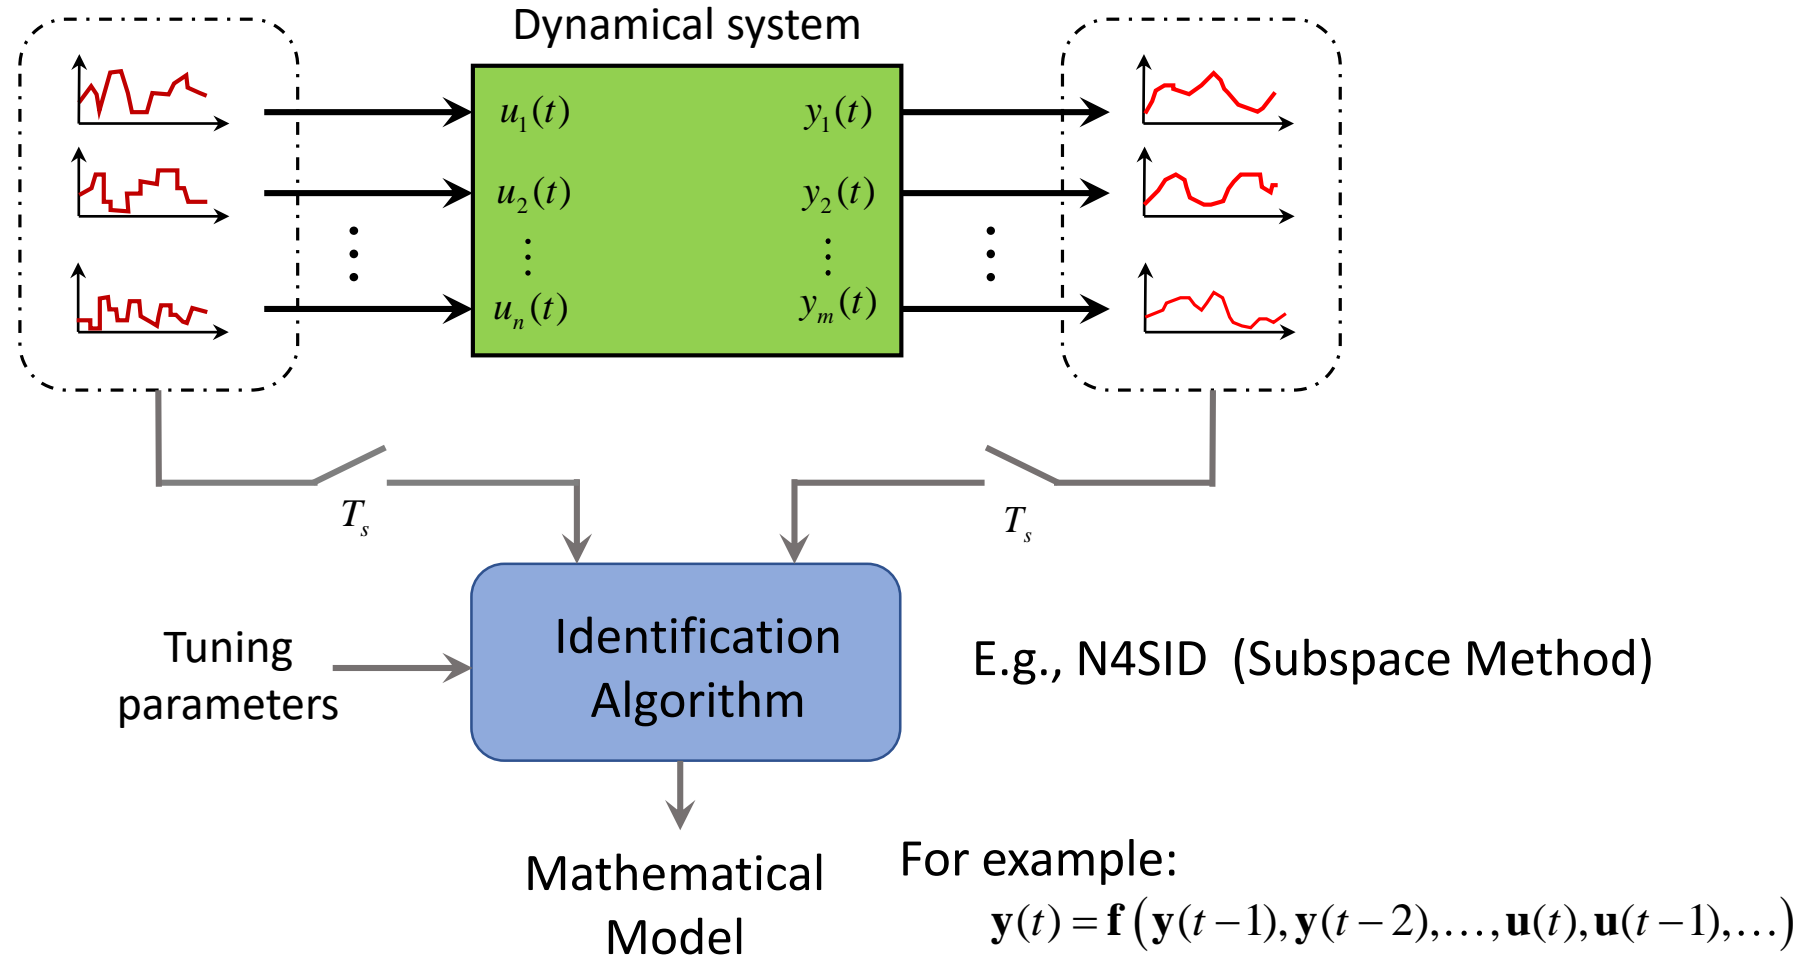 Dynamical system
u₁(t) y₁(t)
u₂(t) y₂(t)
⋮ ⋮
uₙ(t) yₘ(t)
Tₛ Tₛ
Tuning
parameters
Identification
Algorithm
E.g., N4SID (Subspace Method)
Mathematical
Model
For example:
y(t) = f (y(t−1), y(t−2),…, u(t), u(t−1),…)